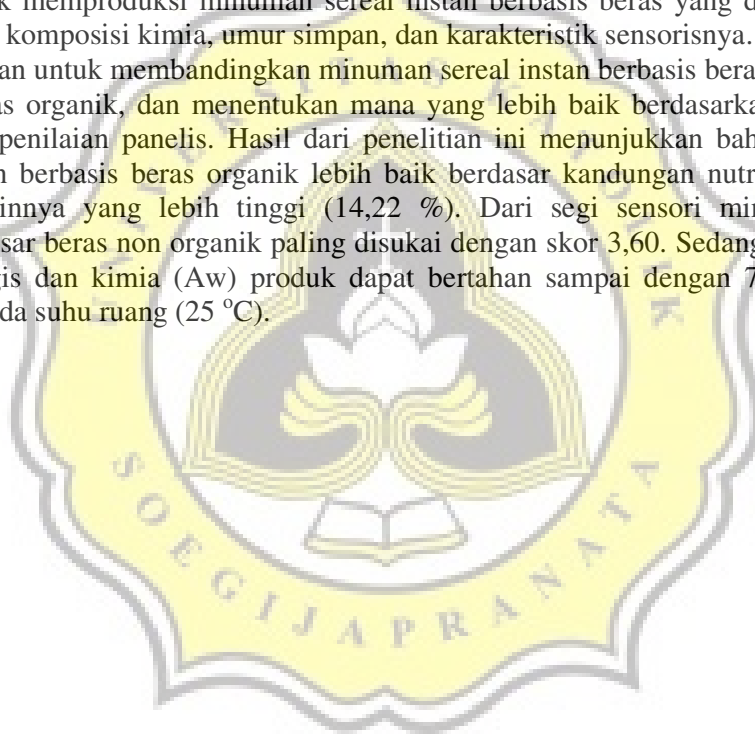 k memproduksi minuman sereal instan berbasis beras yang d
komposisi kimia, umur simpan, dan karakteristik sensorisnya.
an untuk membandingkan minuman sereal instan berbasis bera
as organik, dan menentukan mana yang lebih baik berdasarka
penilaian panelis. Hasil dari penelitian ini menunjukkan bah
n berbasis beras organik lebih baik berdasar kandungan nutr
innya yang lebih tinggi (14,22 %). Dari segi sensori min
sar beras non organik paling disukai dengan skor 3,60. Sedang
gis dan kimia (Aw) produk dapat bertahan sampai dengan 7
da suhu ruang (25 °C).
UNIVERSITAS KATOLIK
SOEGIJAPRANATA